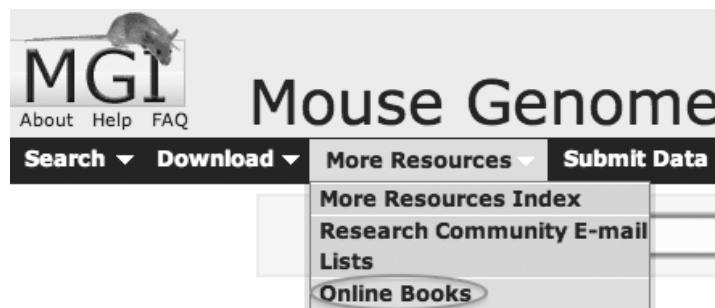 MGI
About Help FAQ
Mouse Genome
Search Download More Resources Submit Data
More Resources Index
Research Community E-mail
Lists
Online Books